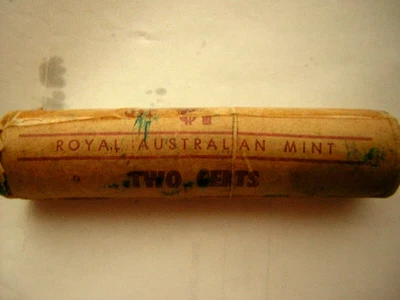 ROYAL AUSTRALIAN MINT
TWO CENTS